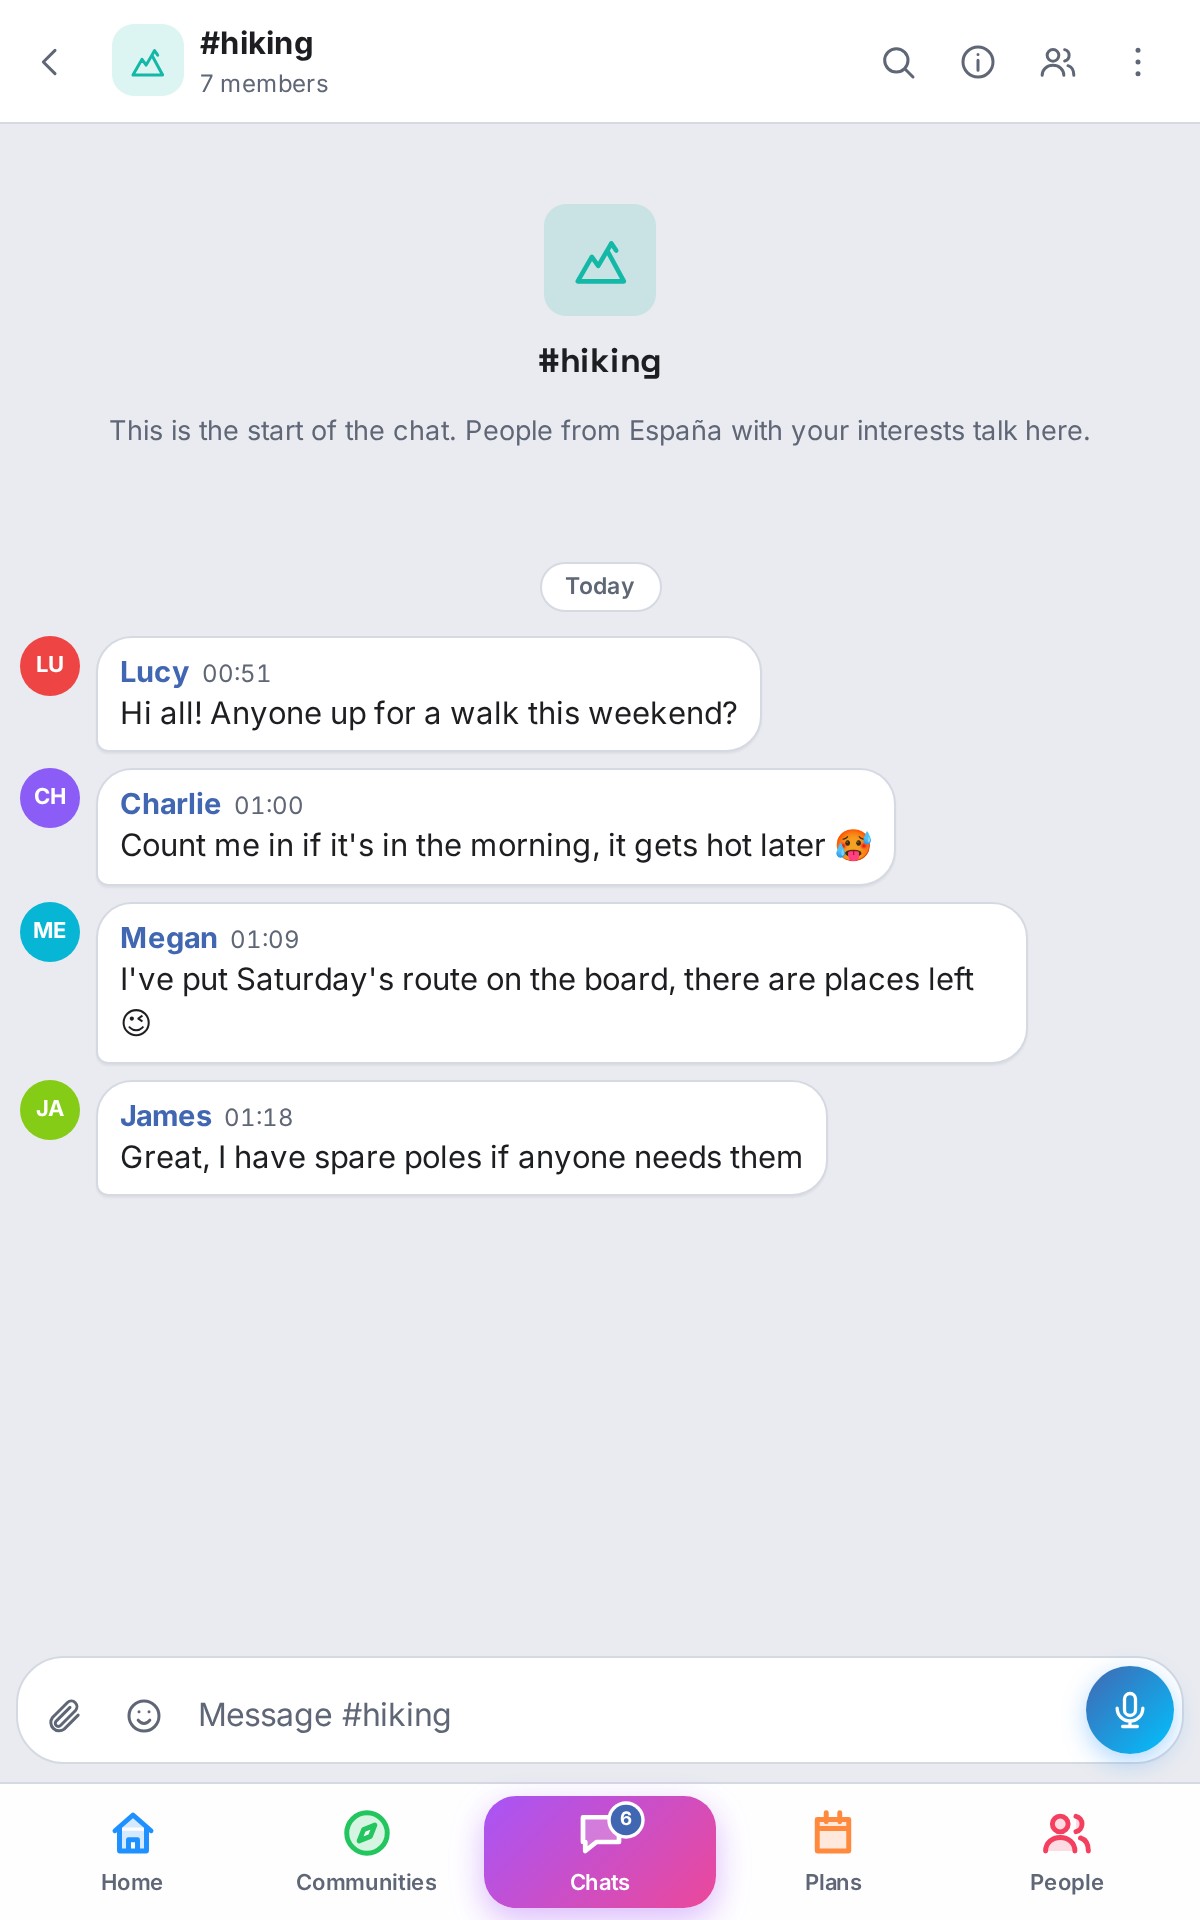 #hiking
7 members
#hiking
This is the start of the chat. People from España with your interests talk here.
Today
LU
Lucy 00:51
Hi all! Anyone up for a walk this weekend?
CH
Charlie 01:00
Count me in if it's in the morning, it gets hot later 🥵
ME
Megan 01:09
I've put Saturday's route on the board, there are places left
😉
JA
James 01:18
Great, I have spare poles if anyone needs them
Message #hiking
6
Home
Communities
Chats
Plans
People